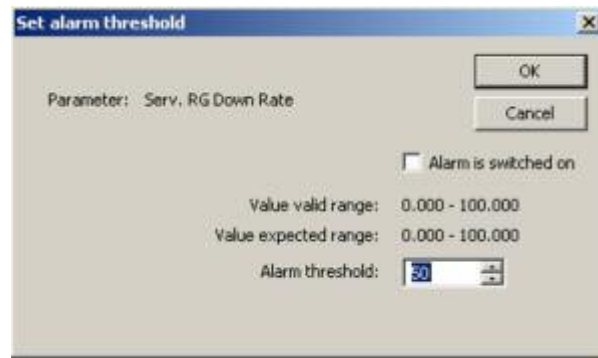 Set alarm threshold
OK
Parameter: Serv. RG Down Rate
Cancel
Alarm is switched on
Value valid range: 0.000 - 100.000
Value expected range: 0.000 - 100.000
Alarm threshold: 50